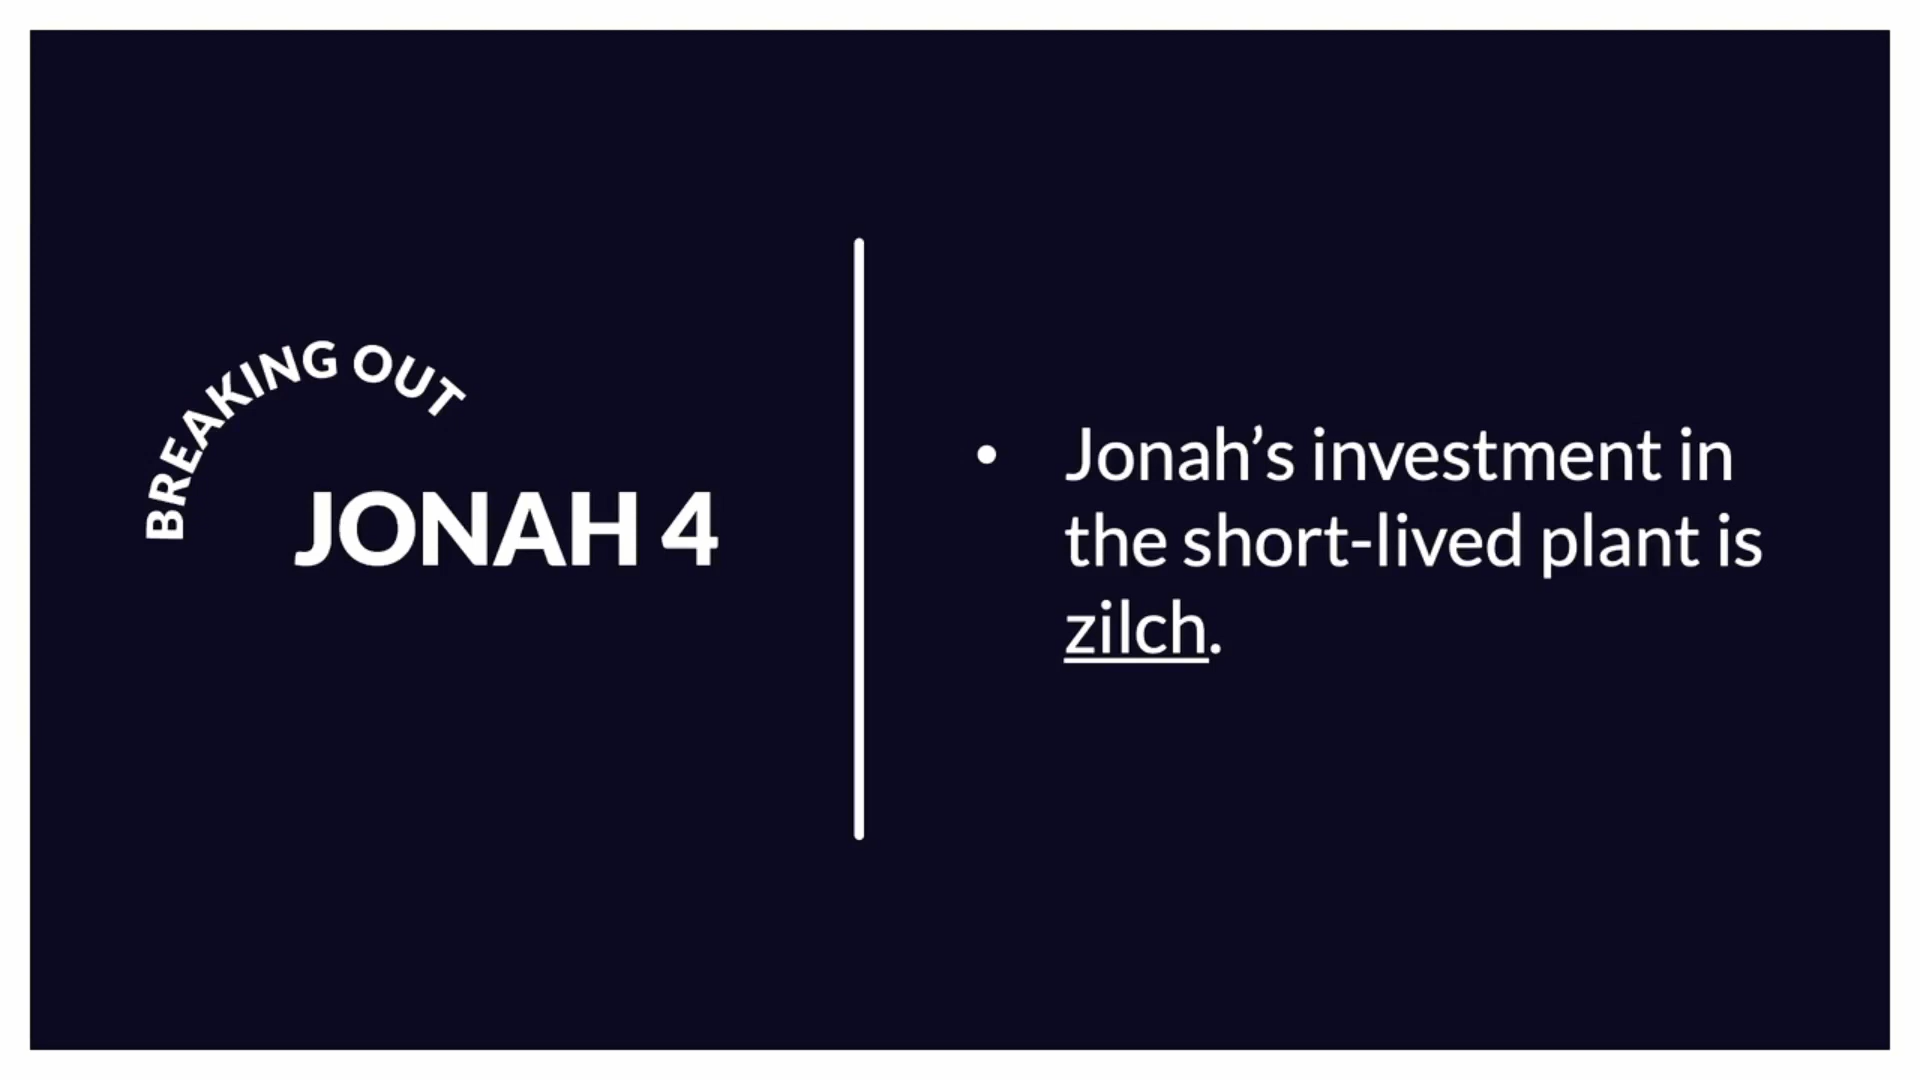 BREAKING OUT
JONAH 4
• Jonah’s investment in
the short-lived plant is
zilch.